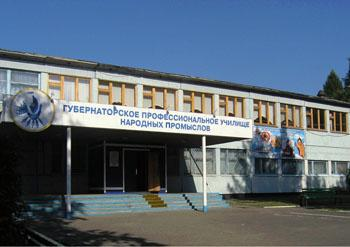 ГУБЕРНАТОРСКОЕ ПРОФЕССИОНАЛЬНОЕ УЧИЛИЩЕ
НАРОДНЫХ ПРОМЫСЛОВ